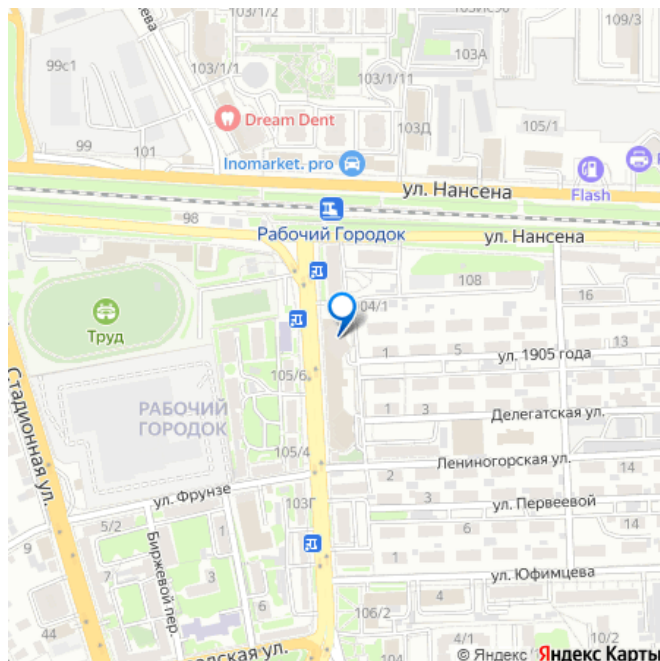 103/1/2
109/3
99с1
103/1/1
103А
103/1/11
Dream Dent
103Д
105/1
99
101
Inomarket. pro
Flash
ул. Нансена
98
Рабочий Городок
ул. Нансена
108
16
04/1
Труд
13
1
5
ул. 1905 года
105/6
Стадионная ул.
РАБОЧИЙ
ГОРОДОК
1
3
Делегатская ул.
105/4
Лениногорская ул.
14
2
ул. Фрунзе
103Г
3
ул. Первеевой
5/2
6
14
9
Биржевой пер.
3
1
ул. Юфимцева
6
4
106/2
44
4/1
10/2
© Яндекс
Яндекс Карты